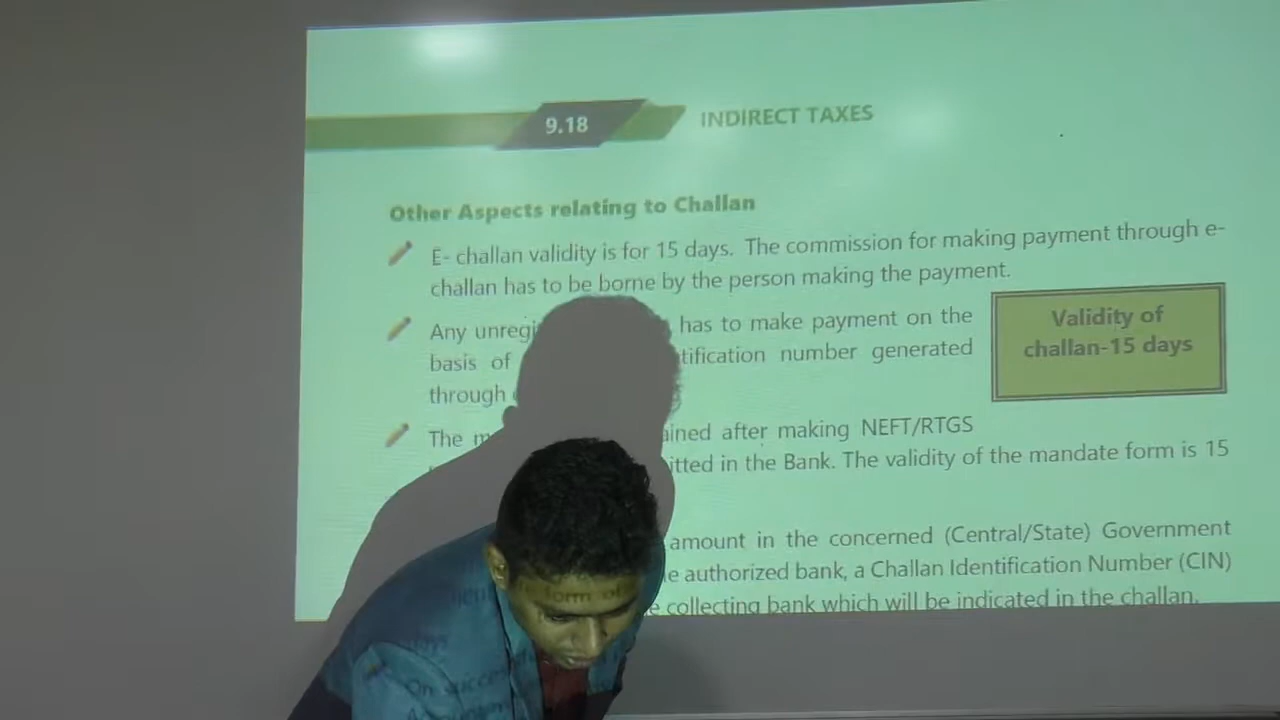 9.18 INDIRECT TAXES
Other Aspects relating to Challan
E- challan validity is for 15 days. The commission for making payment through e-
challan has to be borne by the person making the payment.
Any has to make payment on the
basis of number generated
through
Validity of
challan-15 days
The after making NEFT/RTGS
in the Bank. The validity of the mandate form is 15
amount in the concerned (Central/State) Government
authorized bank, a Challan Identification Number (CIN)
collecting bank which will be indicated in the challan.
form of
On